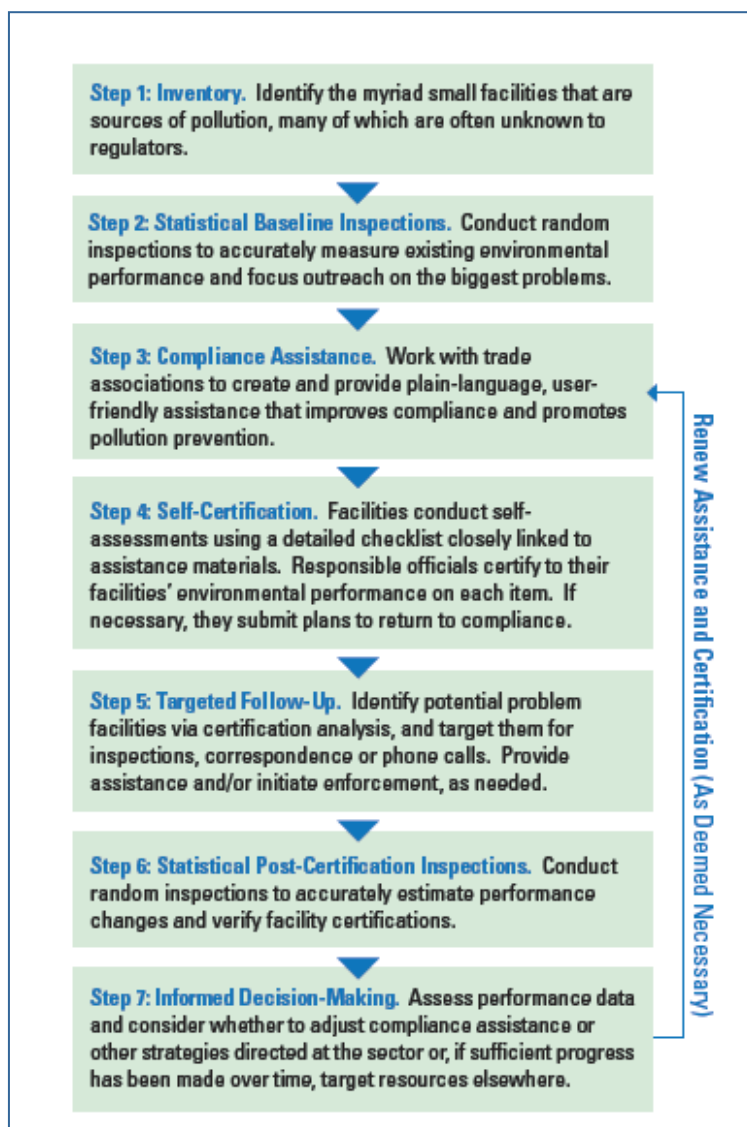 Step 1: Inventory. Identify the myriad small facilities that are
sources of pollution, many of which are often unknown to
regulators.
Step 2: Statistical Baseline Inspections. Conduct random
inspections to accurately measure existing environmental
performance and focus outreach on the biggest problems.
Step 3: Compliance Assistance. Work with trade
associations to create and provide plain-language, user-
friendly assistance that improves compliance and promotes
pollution prevention.
Step 4: Self-Certification. Facilities conduct self-
assessments using a detailed checklist closely linked to
assistance materials. Responsible officials certify to their
facilities' environmental performance on each item. If
necessary, they submit plans to return to compliance.
Step 5: Targeted Follow-Up. Identify potential problem
facilities via certification analysis, and target them for
inspections, correspondence or phone calls. Provide
assistance and/or initiate enforcement, as needed.
Step 6: Statistical Post-Certification Inspections. Conduct
random inspections to accurately estimate performance
changes and verify facility certifications.
Step 7: Informed Decision-Making. Assess performance data
and consider whether to adjust compliance assistance or
other strategies directed at the sector or, if sufficient progress
has been made over time, target resources elsewhere.
Renew Assistance and Certification (As Deemed Necessary)